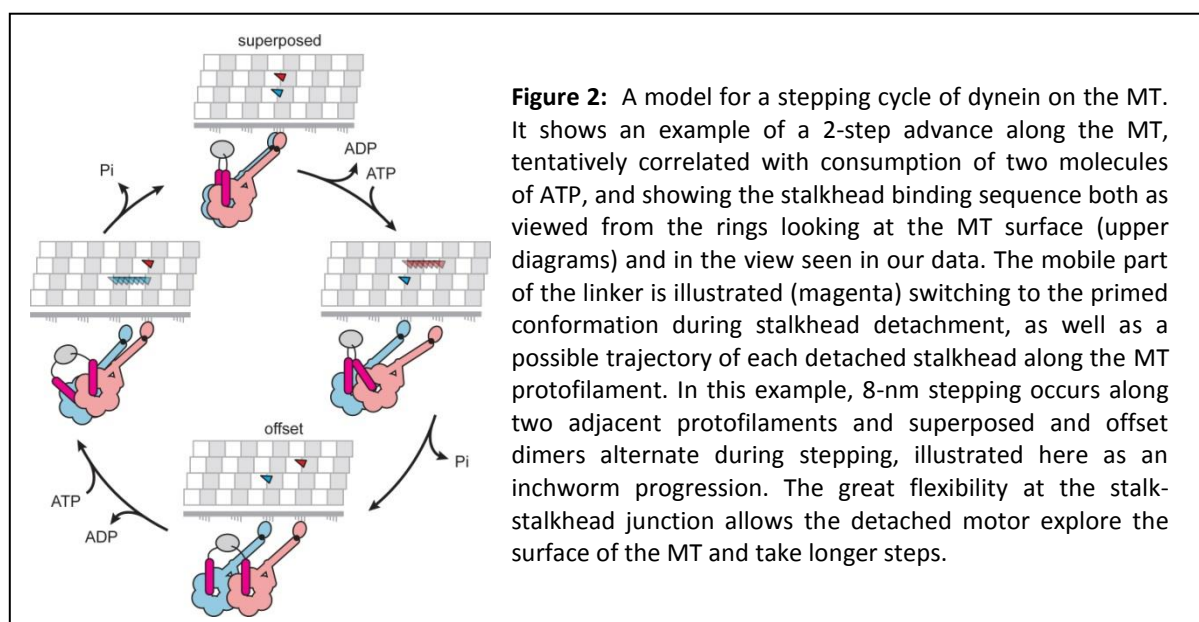 superposed
ADP
ATP
Pi
offset
Pi
ATP
ADP
Figure 2: A model for a stepping cycle of dynein on the MT.
It shows an example of a 2-step advance along the MT,
tentatively correlated with consumption of two molecules
of ATP, and showing the stalkhead binding sequence both as
viewed from the rings looking at the MT surface (upper
diagrams) and in the view seen in our data. The mobile part
of the linker is illustrated (magenta) switching to the primed
conformation during stalkhead detachment, as well as a
possible trajectory of each detached stalkhead along the MT
protofilament. In this example, 8-nm stepping occurs along
two adjacent protofilaments and superposed and offset
dimers alternate during stepping, illustrated here as an
inchworm progression. The great flexibility at the stalk-
stalkhead junction allows the detached motor explore the
surface of the MT and take longer steps.